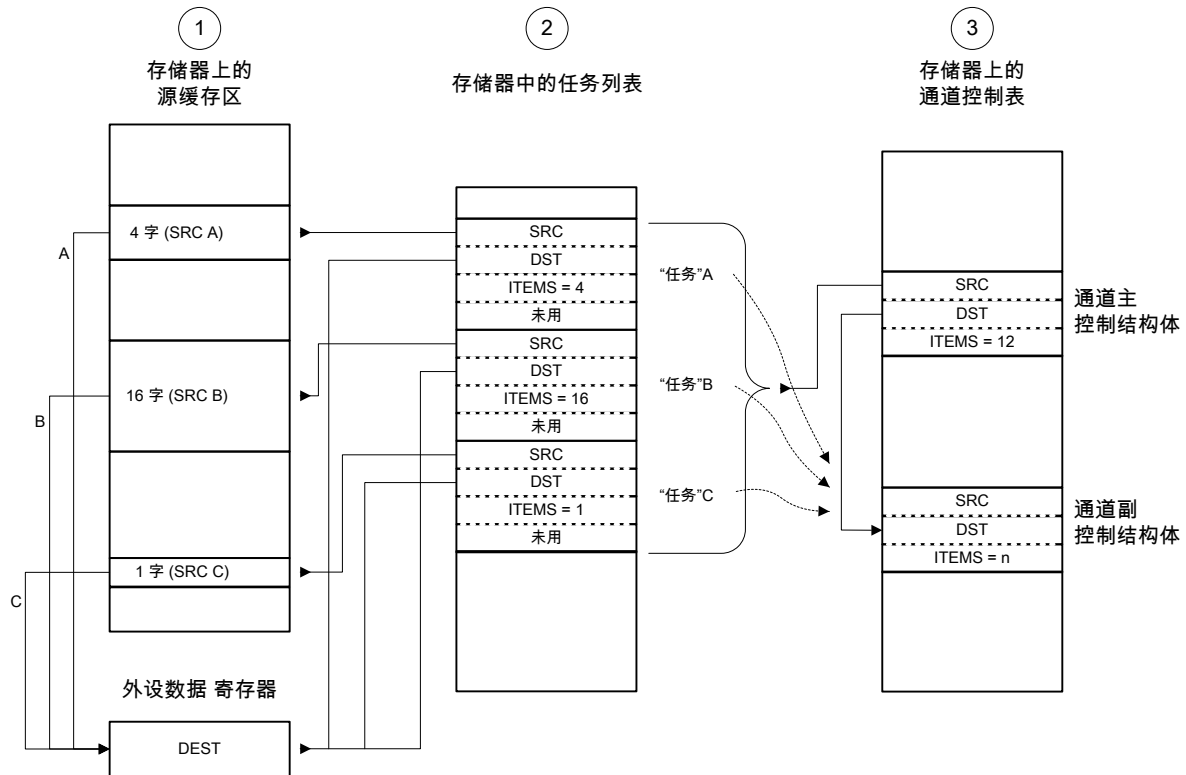 1
存储器上的
源缓存区
4 字 (SRC A)
16 字 (SRC B)
1 字 (SRC C)
A
B
C
外设数据 寄存器
DEST
2
存储器中的任务列表
SRC
DST
ITEMS = 4
未用
SRC
DST
ITEMS = 16
未用
SRC
DST
ITEMS = 1
未用
“任务”A
“任务”B
“任务”C
3
存储器上的
通道控制表
SRC
DST
ITEMS = 12
通道主
控制结构体
SRC
DST
ITEMS = n
通道副
控制结构体